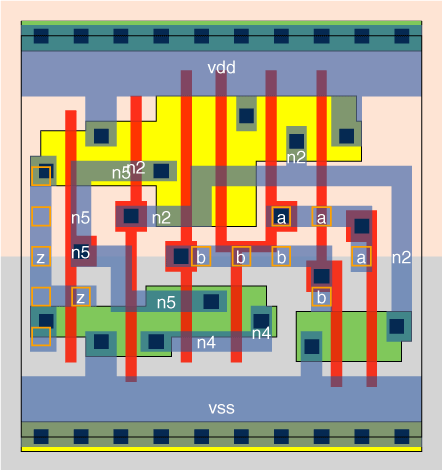 vdd
n2
n5 n2
n5 n2 a a
n5 z b b b a n2
z b
n5
n4 n4
vss